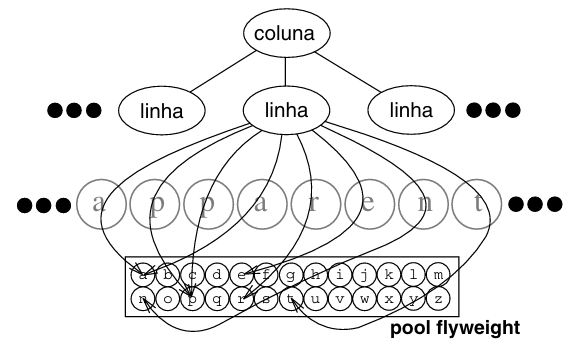 coluna
linha linha linha
a p p a r e n t
a b c d e f g h i j k l m
n o p q r s t u v w x y z
pool flyweight